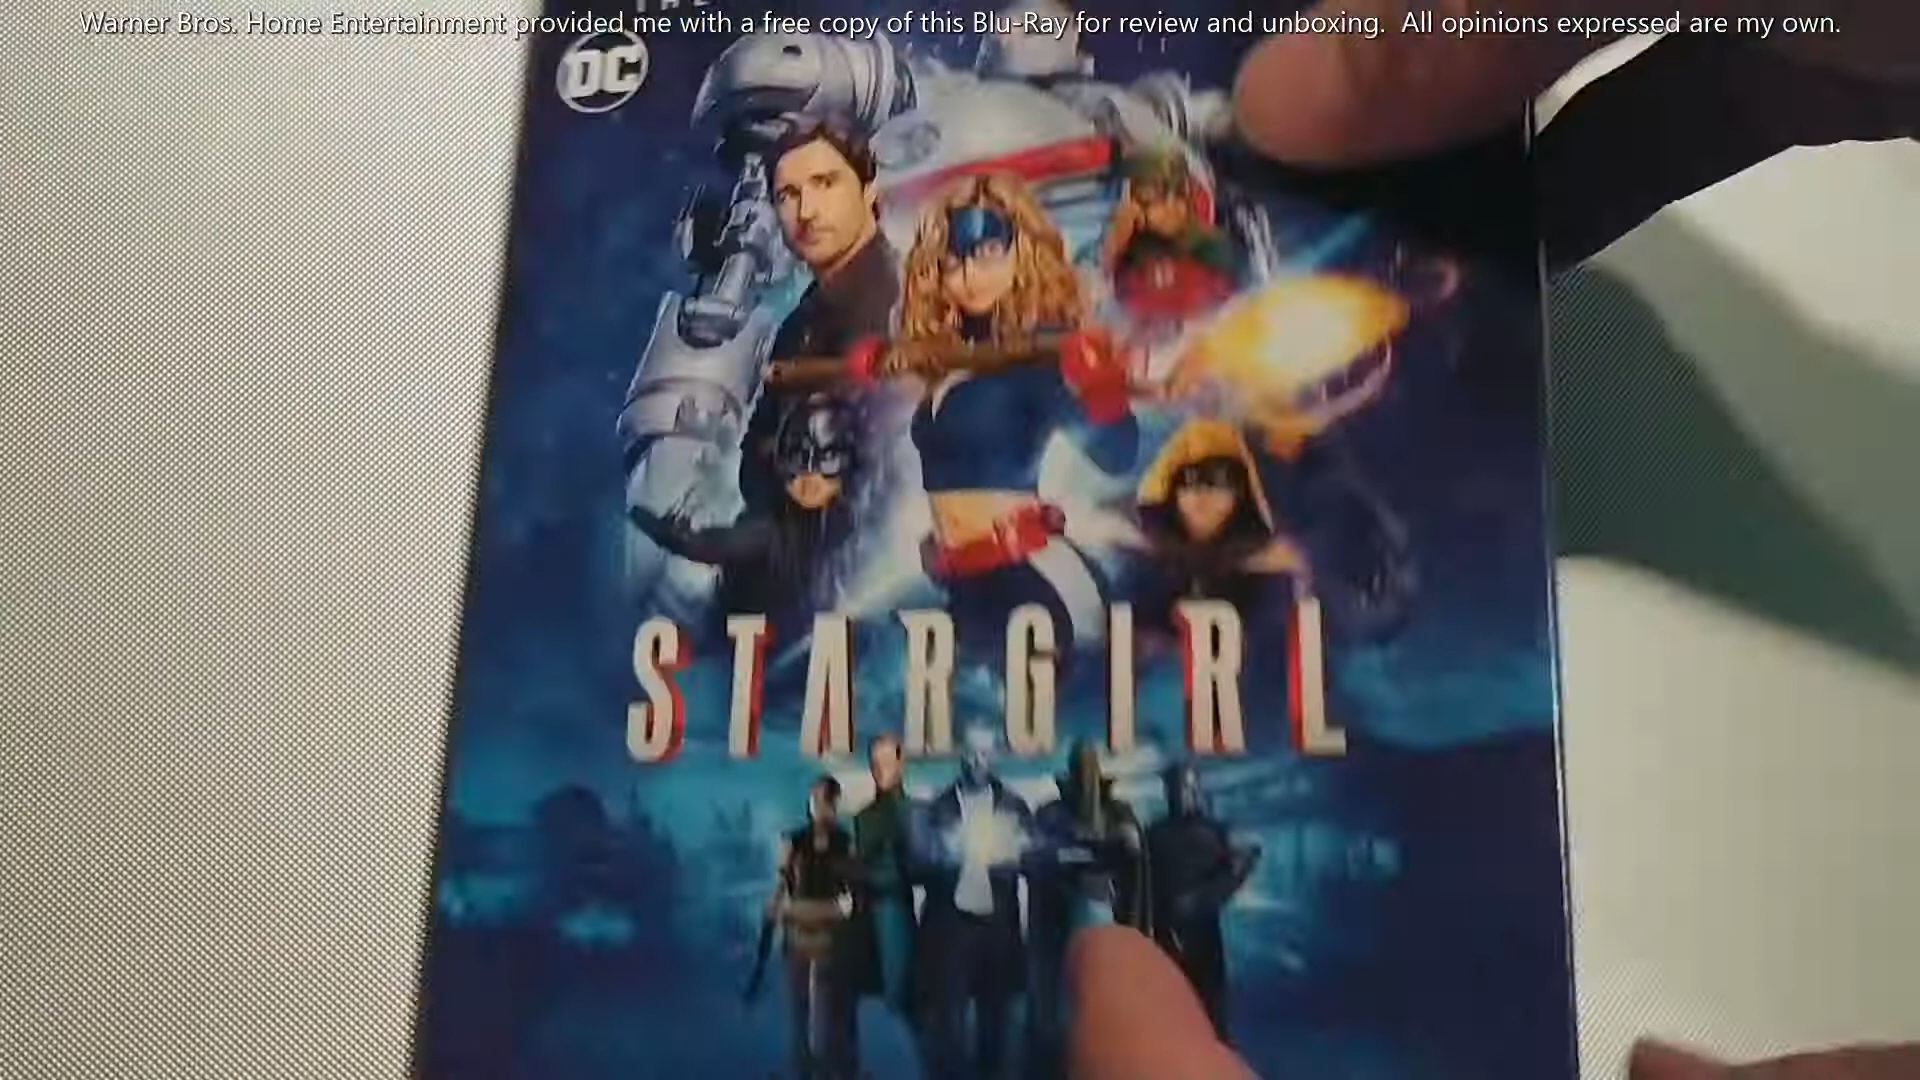 Warner Bros. Home Entertainment provided me with a free copy of this Blu-Ray for review and unboxing.  All opinions expressed are my own.
DC
STARGIRL